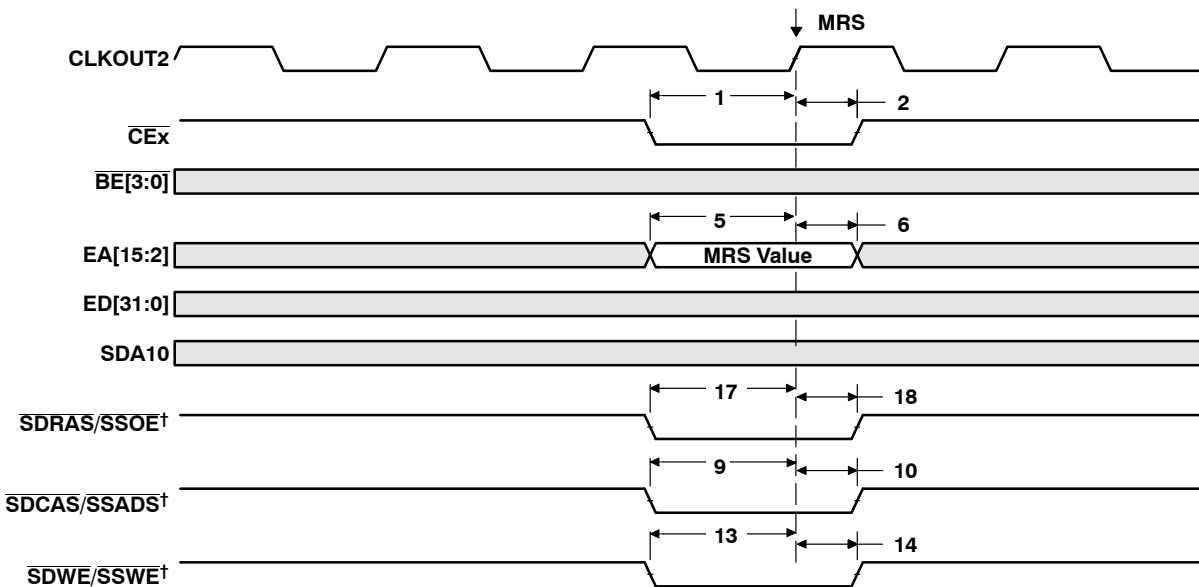 MRS
CLKOUT2
1 2
CEx
BE[3:0]
5 6
EA[15:2] MRS Value
ED[31:0]
SDA10
17 18
SDRAS/SSOE†
9 10
SDCAS/SSADS†
13 14
SDWE/SSWE†